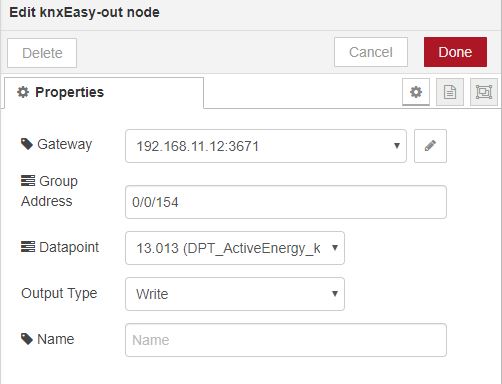 Edit knxEasy-out node
Delete
Cancel
Done
Properties
Gateway
192.168.11.12:3671
Group
Address
0/0/154
Datapoint
13.013 (DPT_ActiveEnergy_k
Output Type
Write
Name
Name